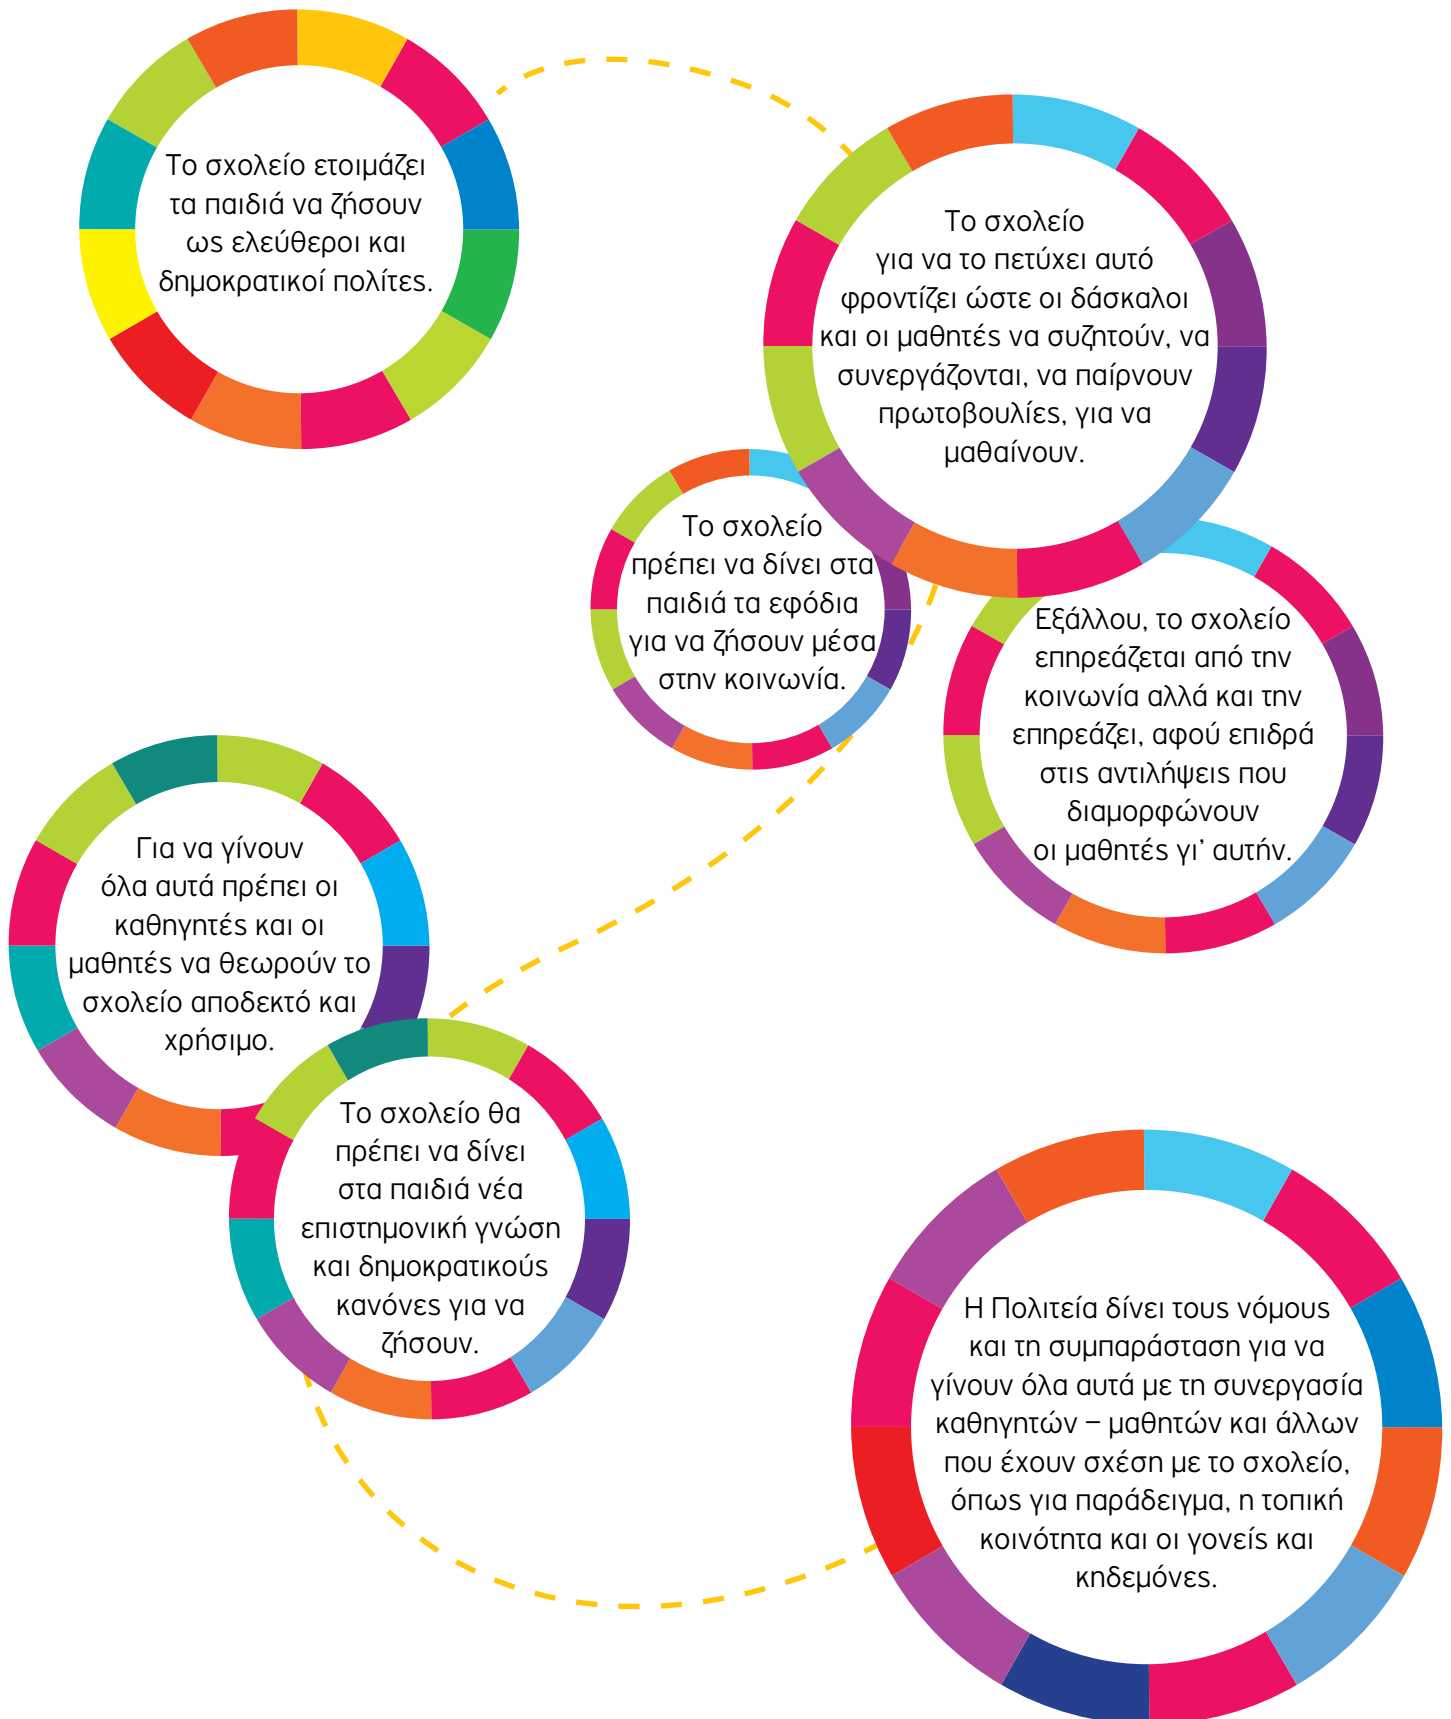 Το σχολείο ετοιμάζει
τα παιδιά να ζήσουν
ως ελεύθεροι και
δημοκρατικοί πολίτες.
Το σχολείο
για να το πετύχει αυτό
φροντίζει ώστε οι δάσκαλοι
και οι μαθητές να συζητούν, να
συνεργάζονται, να παίρνουν
πρωτοβουλίες, για να
μαθαίνουν.
Το σχολείο
πρέπει να δίνει στα
παιδιά τα εφόδια
για να ζήσουν μέσα
στην κοινωνία.
Εξάλλου, το σχολείο
επηρεάζεται από την
κοινωνία αλλά και την
επηρεάζει, αφού επιδρά
στις αντιλήψεις που
διαμορφώνουν
οι μαθητές γι’ αυτήν.
Για να γίνουν
όλα αυτά πρέπει οι
καθηγητές και οι
μαθητές να θεωρούν το
σχολείο αποδεκτό και
χρήσιμο.
Το σχολείο θα
πρέπει να δίνει
στα παιδιά νέα
επιστημονική γνώση
και δημοκρατικούς
κανόνες για να
ζήσουν.
Η Πολιτεία δίνει τους νόμους
και τη συμπαράσταση για να
γίνουν όλα αυτά με τη συνεργασία
καθηγητών – μαθητών και άλλων
που έχουν σχέση με το σχολείο,
όπως για παράδειγμα, η τοπική
κοινότητα και οι γονείς και
κηδεμόνες.